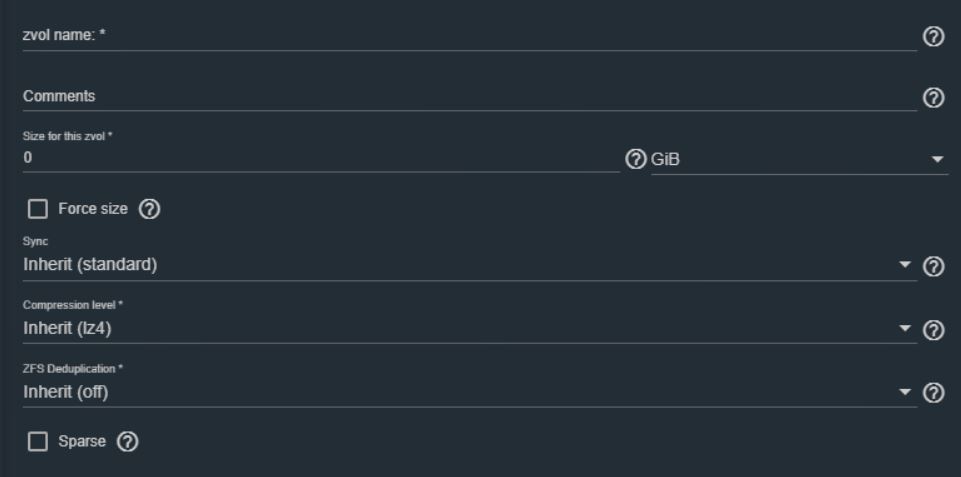 zvol name: *
Comments
Size for this zvol *
0 GiB
Force size
Sync
Inherit (standard)
Compression level *
Inherit (lz4)
ZFS Deduplication *
Inherit (off)
Sparse